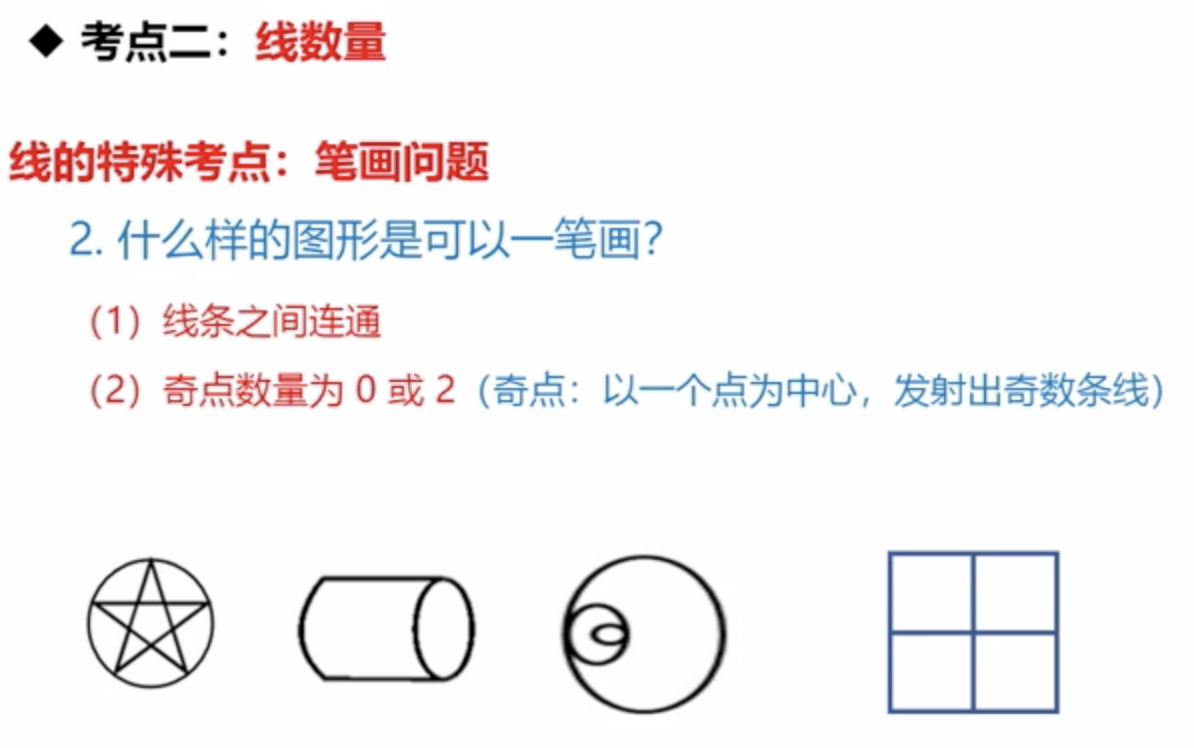 ◆ 考点二：线数量
线的特殊考点：笔画问题
2. 什么样的图形是可以一笔画？
（1）线条之间连通
（2）奇点数量为 0 或 2（奇点：以一个点为中心，发射出奇数条线）